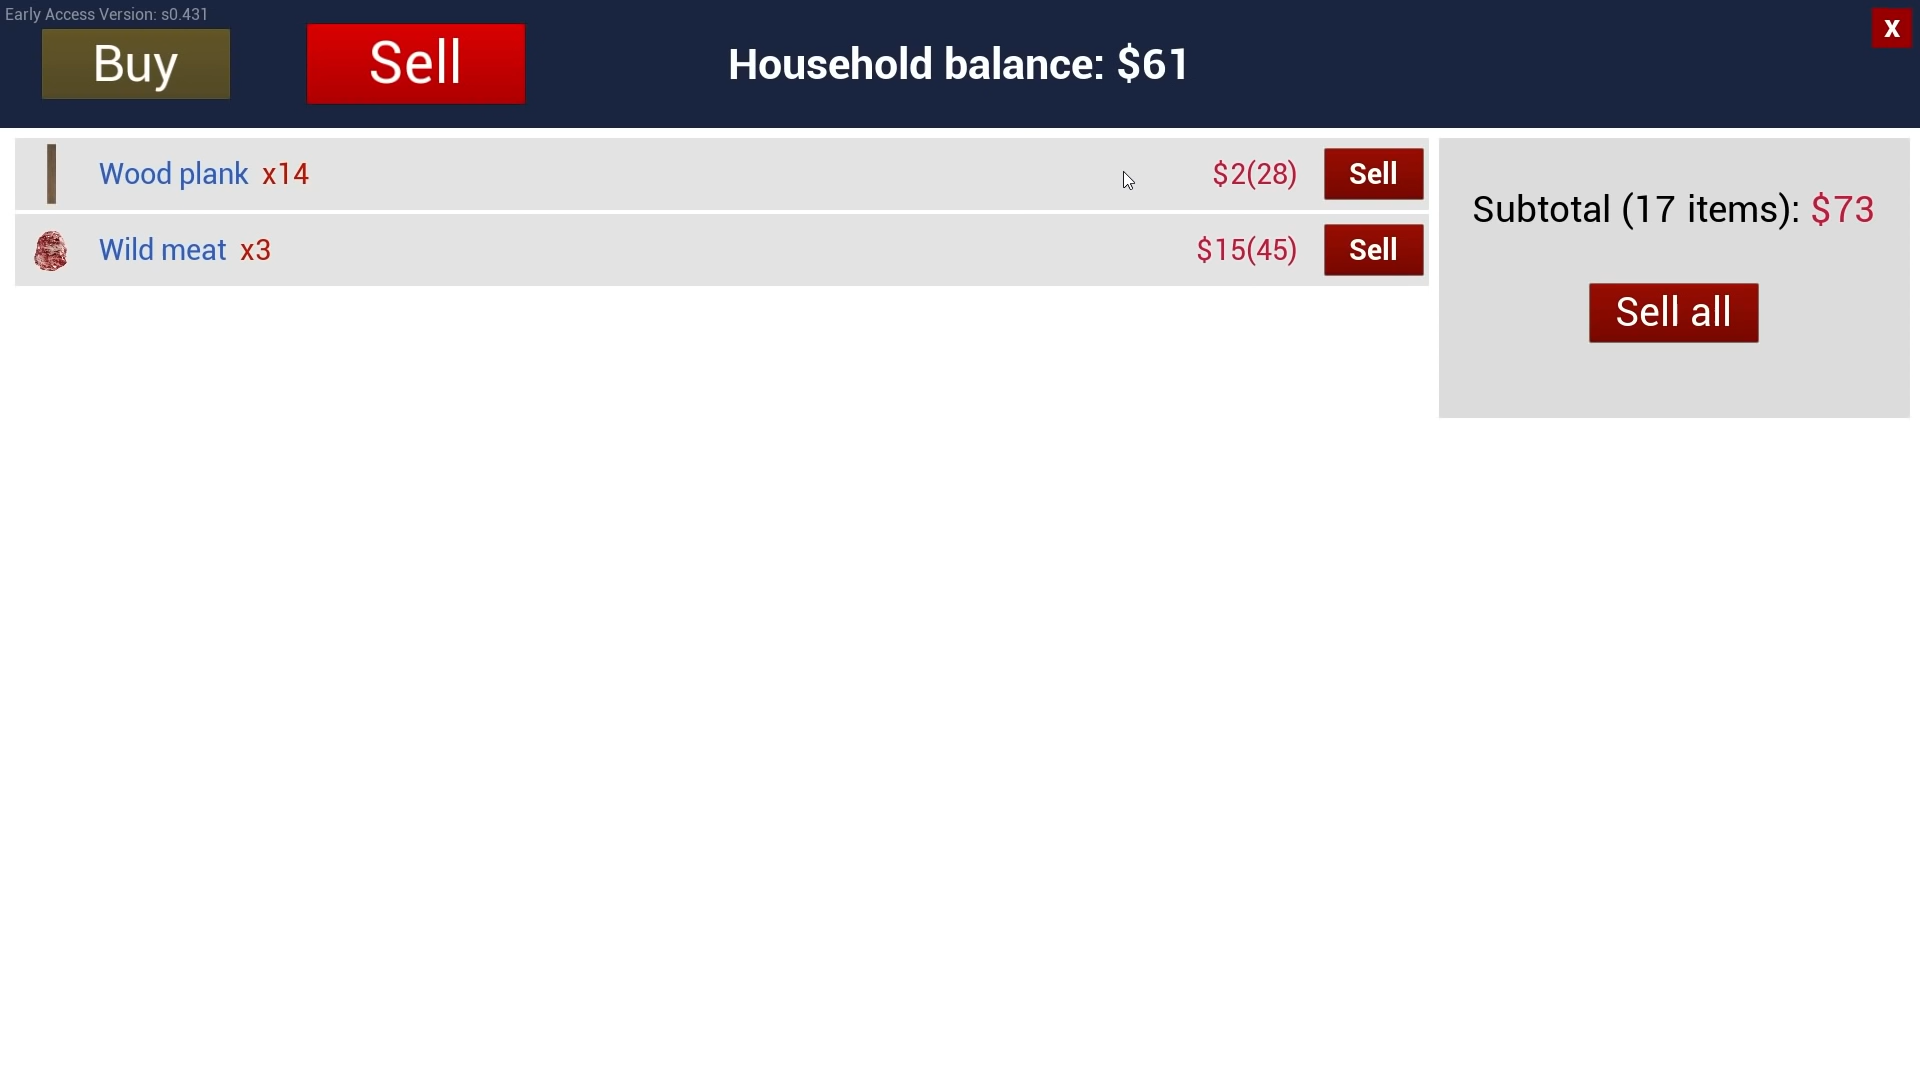 Early Access Version: s0.431
Buy
Sell
Household balance: $61
X
Wood plank x14
$2(28)
Sell
Wild meat x3
$15(45)
Sell
Subtotal (17 items): $73
Sell all